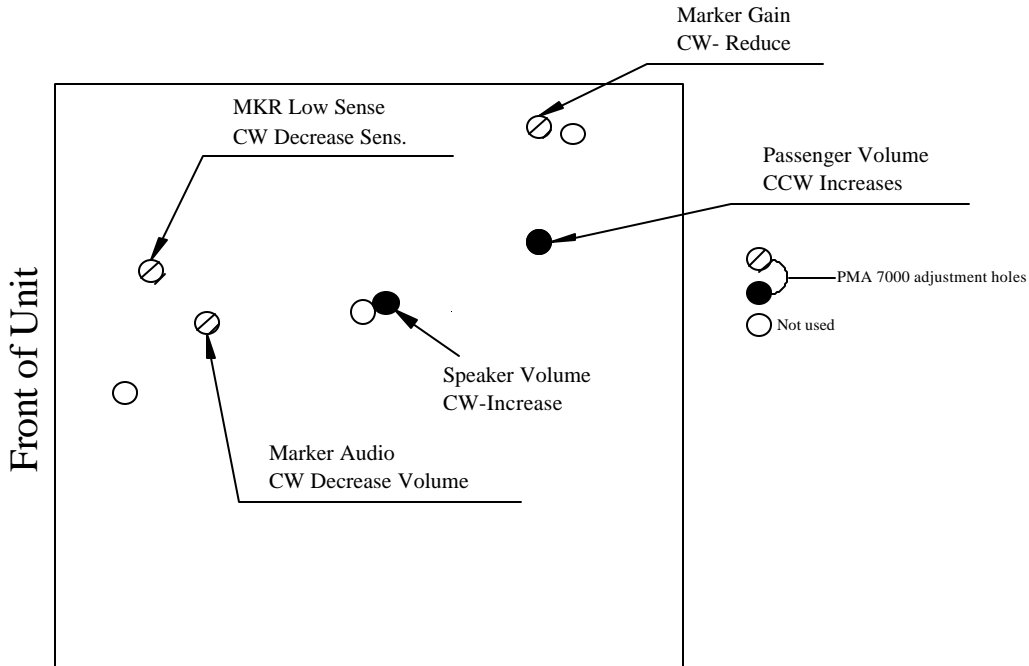 Marker Gain
CW- Reduce
MKR Low Sense
CW Decrease Sens.
Passenger Volume
CCW Increases
Front of Unit
PMA 7000 adjustment holes
Not used
Speaker Volume
CW-Increase
Marker Audio
CW Decrease Volume